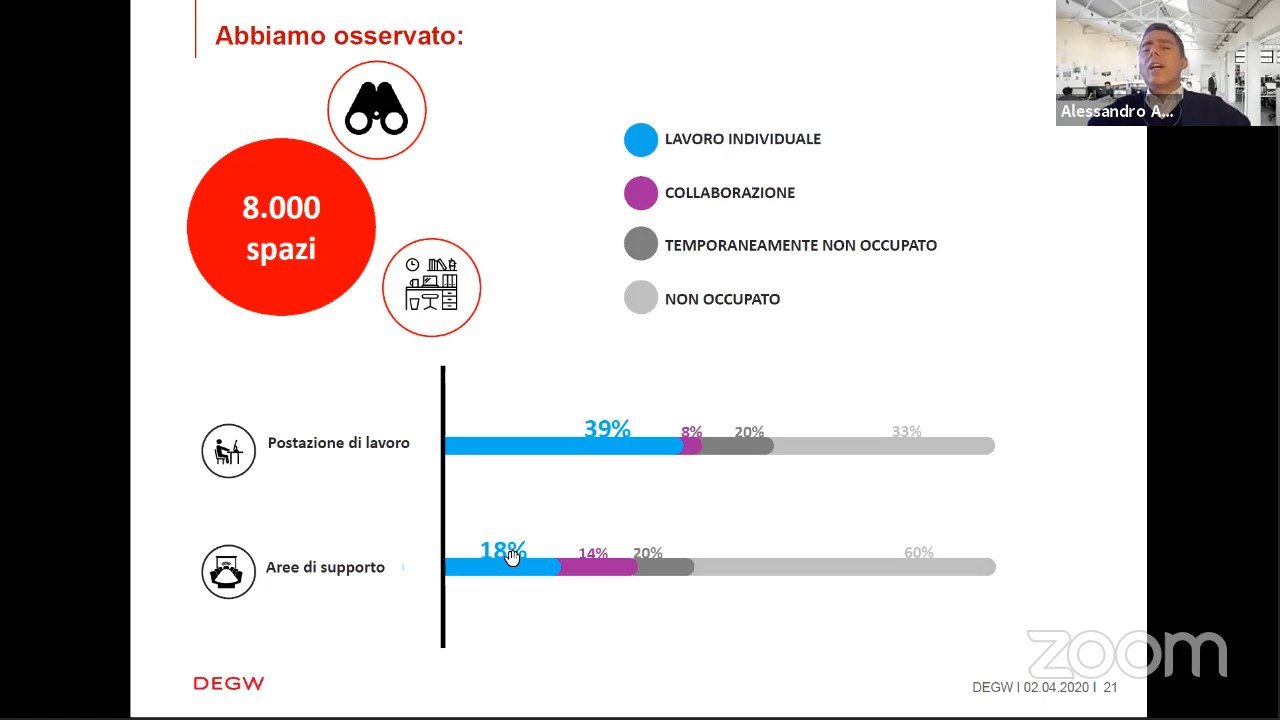 Abbiamo osservato:
Alessandro A...
8.000
spazi
LAVORO INDIVIDUALE
COLLABORAZIONE
TEMPORANEAMENTE NON OCCUPATO
NON OCCUPATO
Postazione di lavoro
39%
8%
20%
33%
Aree di supporto
18%
14%
20%
60%
zoom
DEGW
DEGW I 02.04.2020 I 21